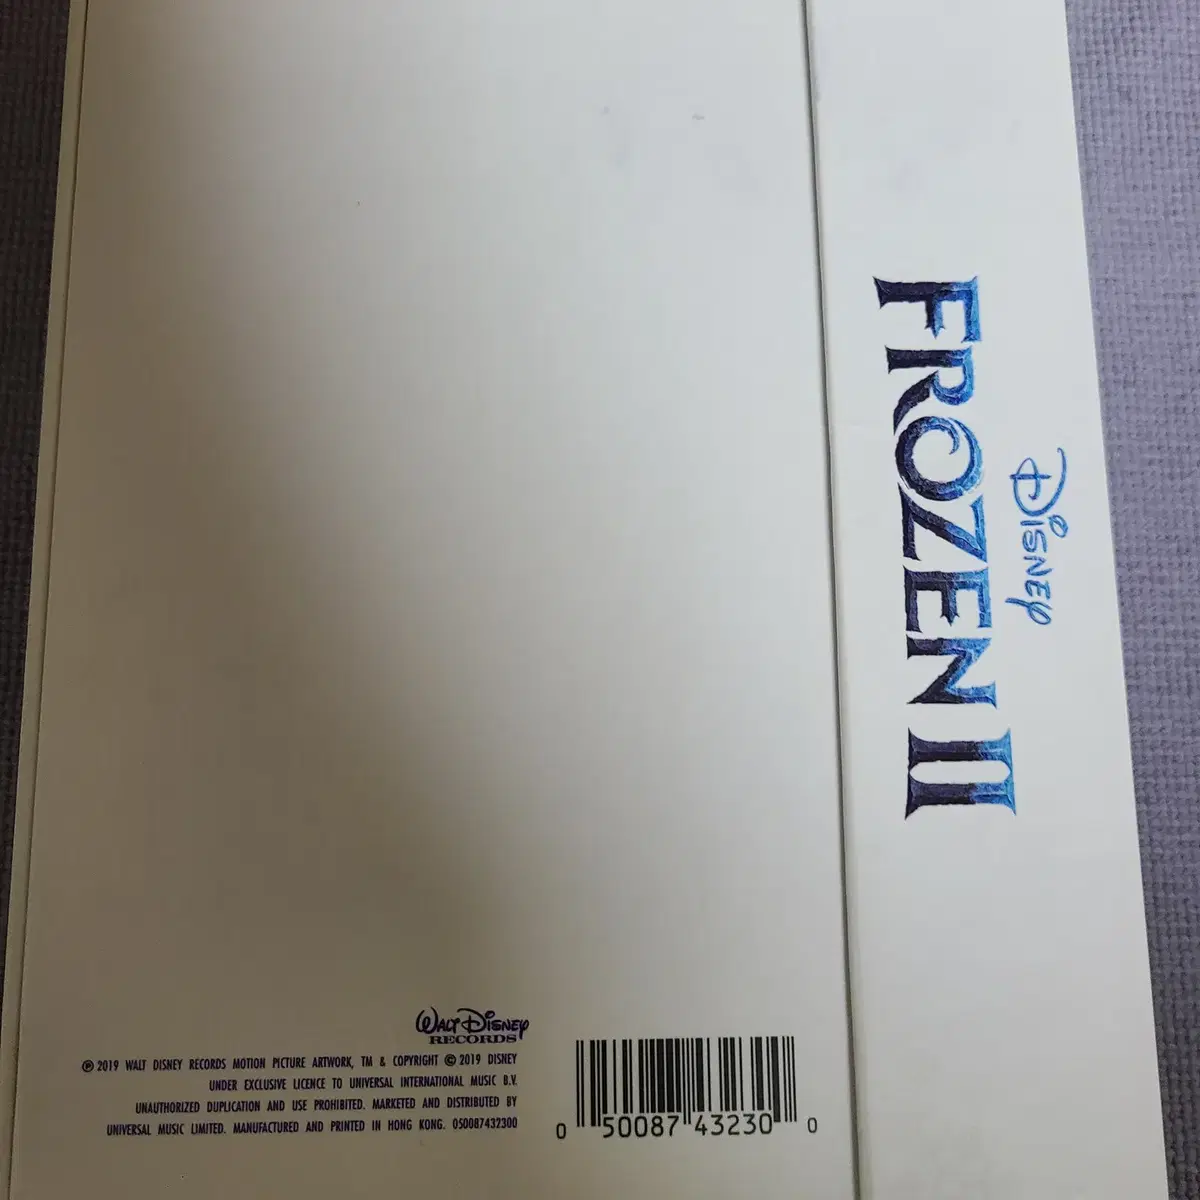 DISNEY
FROZEN II
WALT DISNEY
RECORDS
℗ 2019 WALT DISNEY RECORDS MOTION PICTURE ARTWORK, TM & COPYRIGHT © 2019 DISNEY
UNDER EXCLUSIVE LICENCE TO UNIVERSAL INTERNATIONAL MUSIC B.V.
UNAUTHORIZED DUPLICATION AND USE PROHIBITED. MARKETED AND DISTRIBUTED BY
UNIVERSAL MUSIC LIMITED. MANUFACTURED AND PRINTED IN HONG KONG. 050087432300
0 50087 43230 0